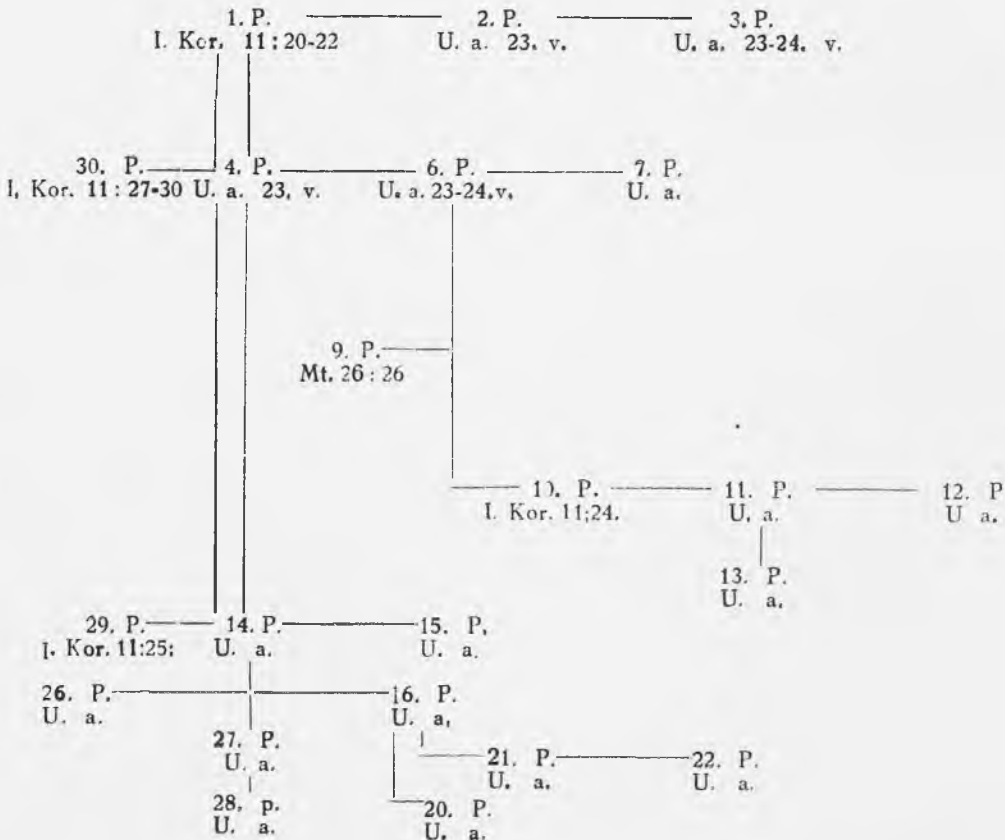 1. P. 2. P. 3. P.
I. Kor. 11 : 20-22 U. a. 23. v. U. a. 23-24. v.
30. P. 4. P. 6. P. 7. P.
I. Kor. 11 : 27-30 U. a. 23. v. U. a. 23-24. v. U. a.
9. P.
Mt. 26 : 26
10. P. 11. P. 12. P
I. Kor. 11;24. U. a. U a.
13. P.
U. a.
29. P. 14. P. 15. P.
I. Kor. 11:25: U. a. U. a.
26. P. 16. P.
U. a. U. a,
27. P.
U. a.
21. P. 22. P.
U. a. U. a.
28. p. 20. P.
U. a. U. a.